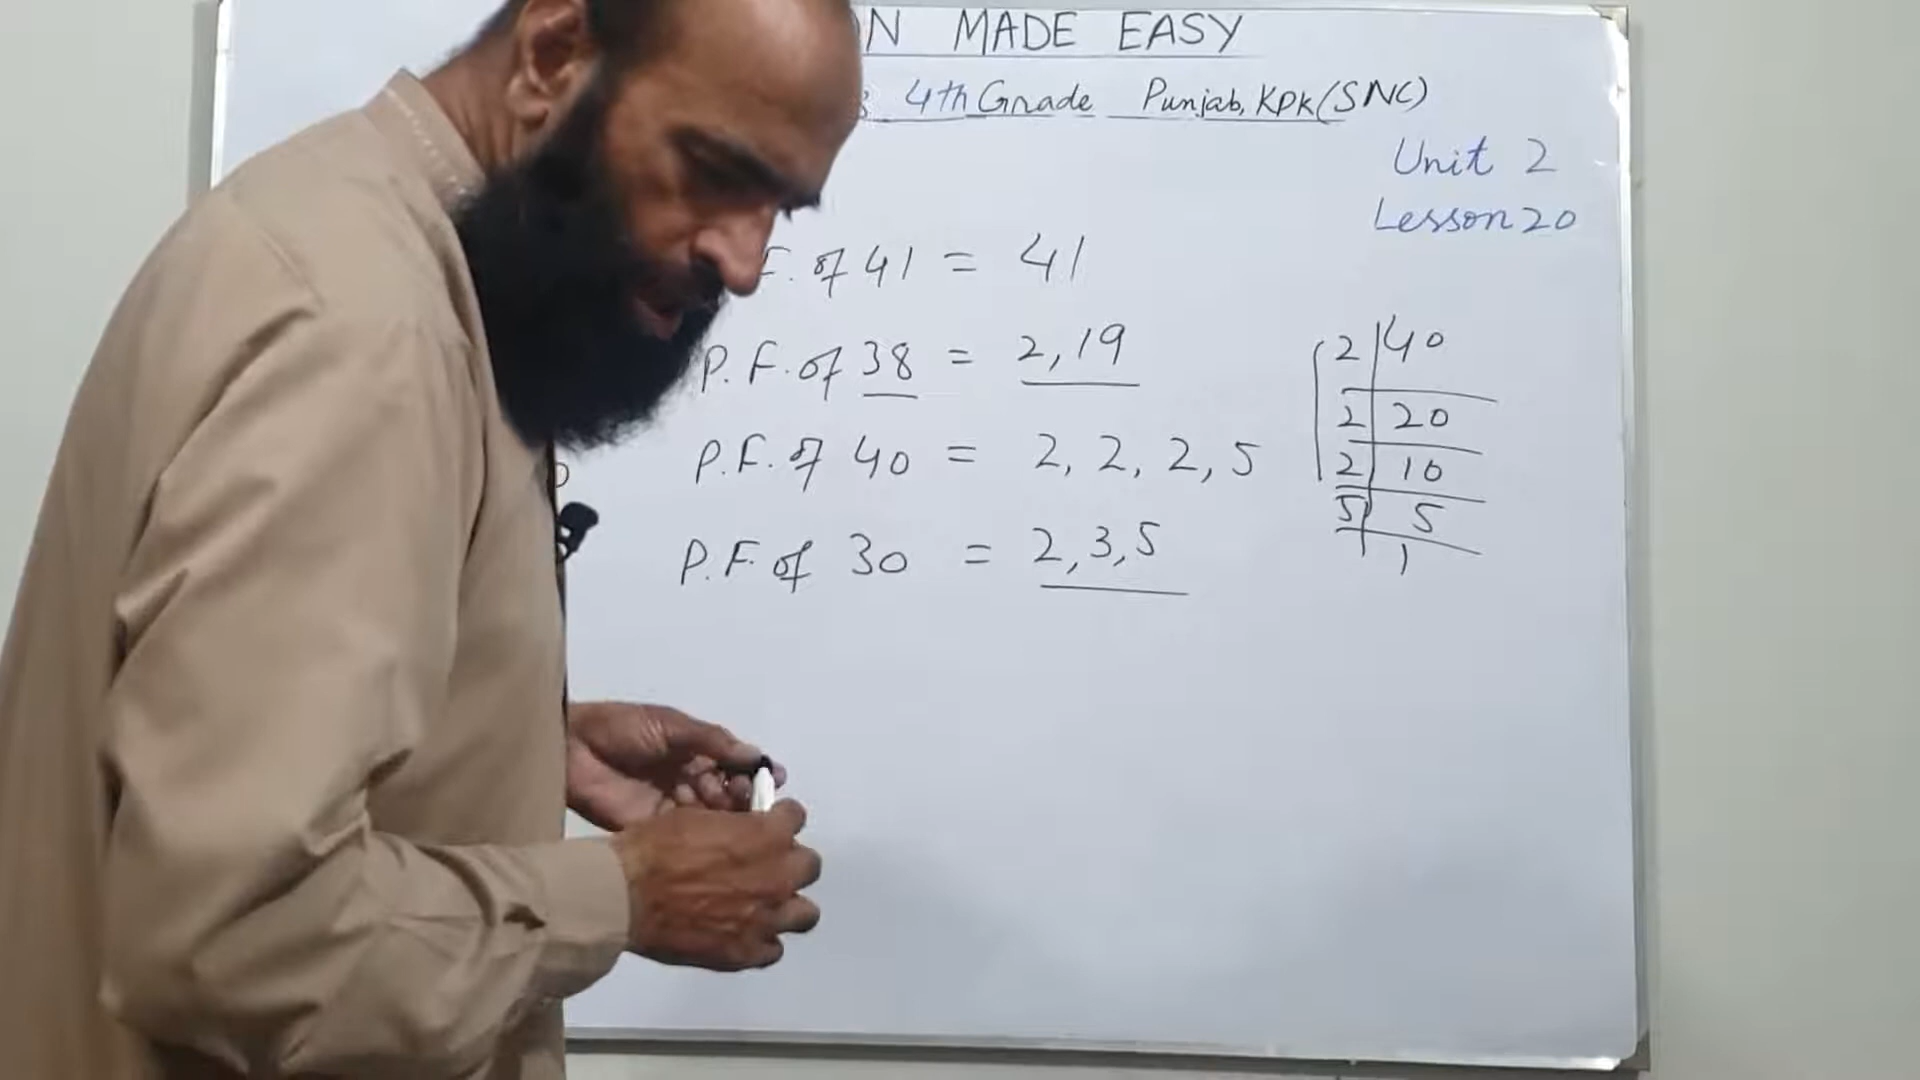 MADE EASY
4th Grade Punjab, KPK (SNC)
Unit 2
Lesson 20
F. of 41 = 41
P.F. of 38 = 2, 19
P.F. of 40 = 2, 2, 2, 5
P.F. of 30 = 2, 3, 5
2 | 40
2 | 20
2 | 10
5 | 5
1